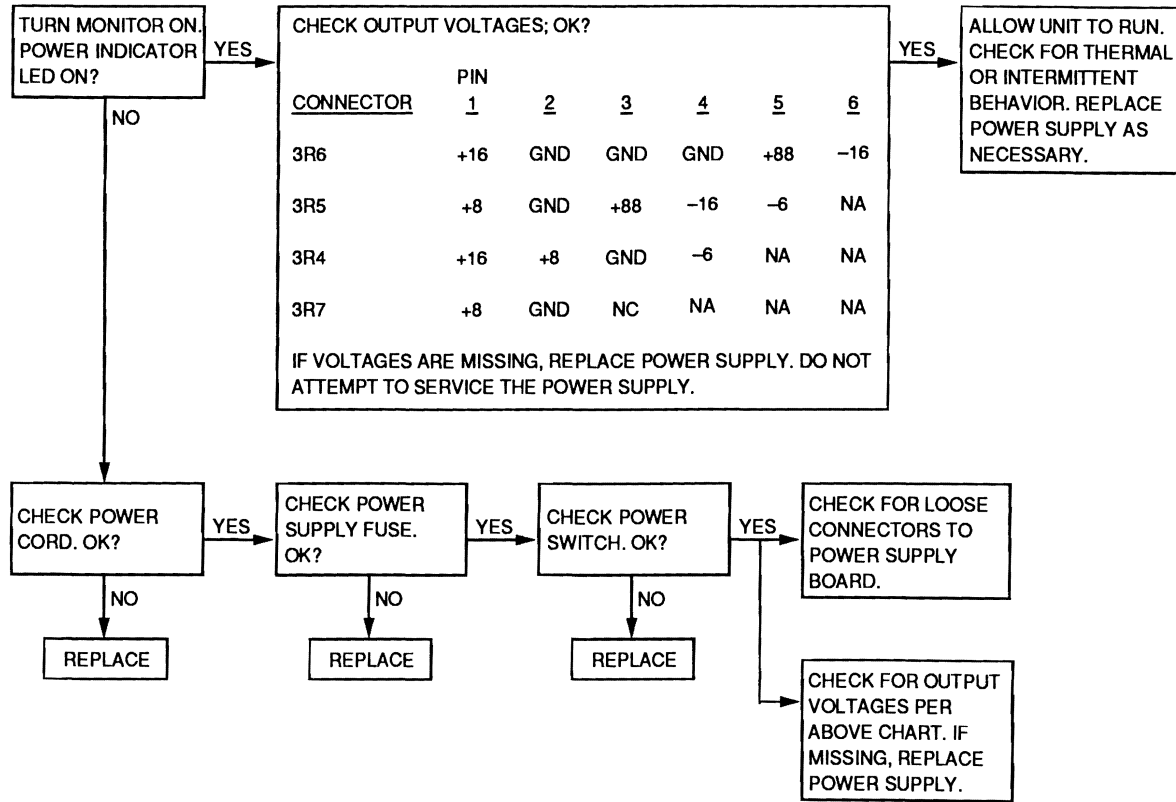 TURN MONITOR ON.
POWER INDICATOR
LED ON?
YES
NO
CHECK OUTPUT VOLTAGES; OK?
PIN
CONNECTOR 1 2 3 4 5 6
3R6 +16 GND GND GND +88 −16
3R5 +8 GND +88 −16 −6 NA
3R4 +16 +8 GND −6 NA NA
3R7 +8 GND NC NA NA NA
IF VOLTAGES ARE MISSING, REPLACE POWER SUPPLY. DO NOT
ATTEMPT TO SERVICE THE POWER SUPPLY.
YES
ALLOW UNIT TO RUN.
CHECK FOR THERMAL
OR INTERMITTENT
BEHAVIOR. REPLACE
POWER SUPPLY AS
NECESSARY.
CHECK POWER
CORD. OK?
YES
NO
REPLACE
CHECK POWER
SUPPLY FUSE.
OK?
YES
NO
REPLACE
CHECK POWER
SWITCH. OK?
YES
NO
REPLACE
CHECK FOR LOOSE
CONNECTORS TO
POWER SUPPLY
BOARD.
CHECK FOR OUTPUT
VOLTAGES PER
ABOVE CHART. IF
MISSING, REPLACE
POWER SUPPLY.